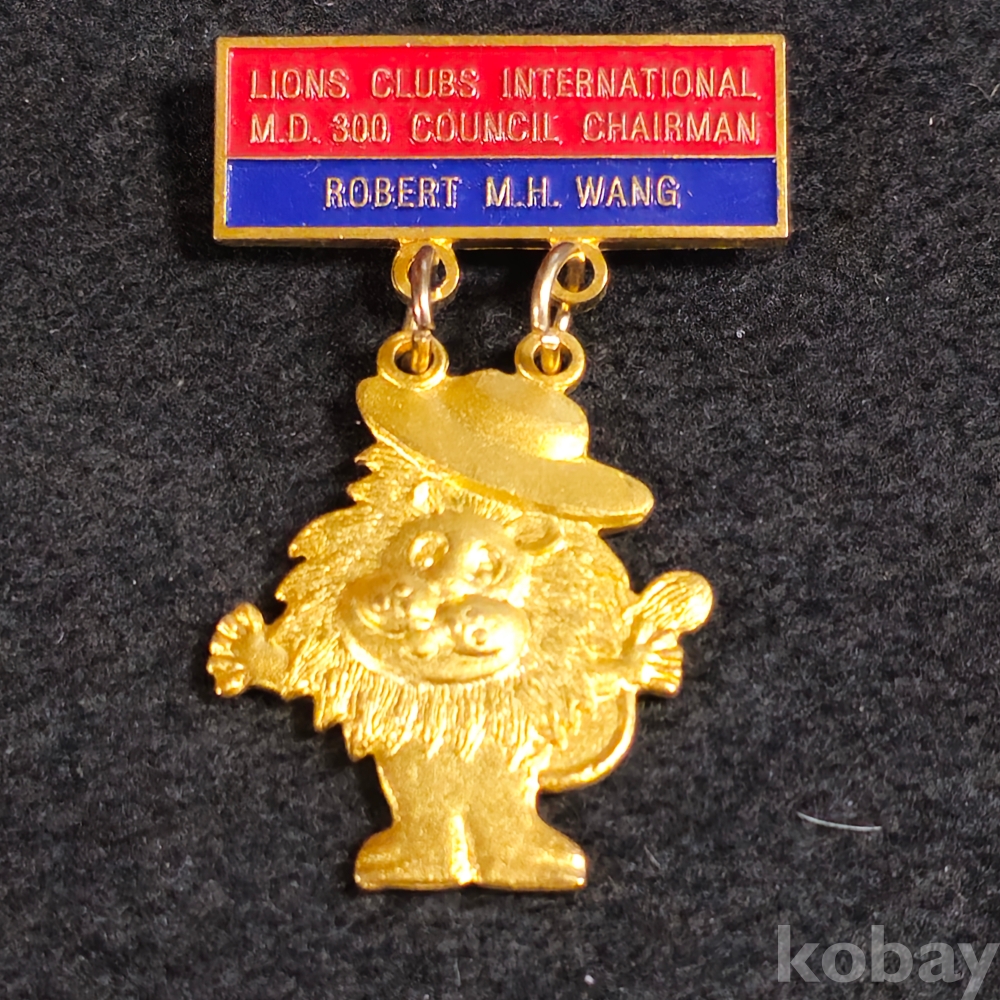 LIONS CLUBS INTERNATIONAL
M.D. 300 COUNCIL CHAIRMAN
ROBERT M.H. WANG
kobay